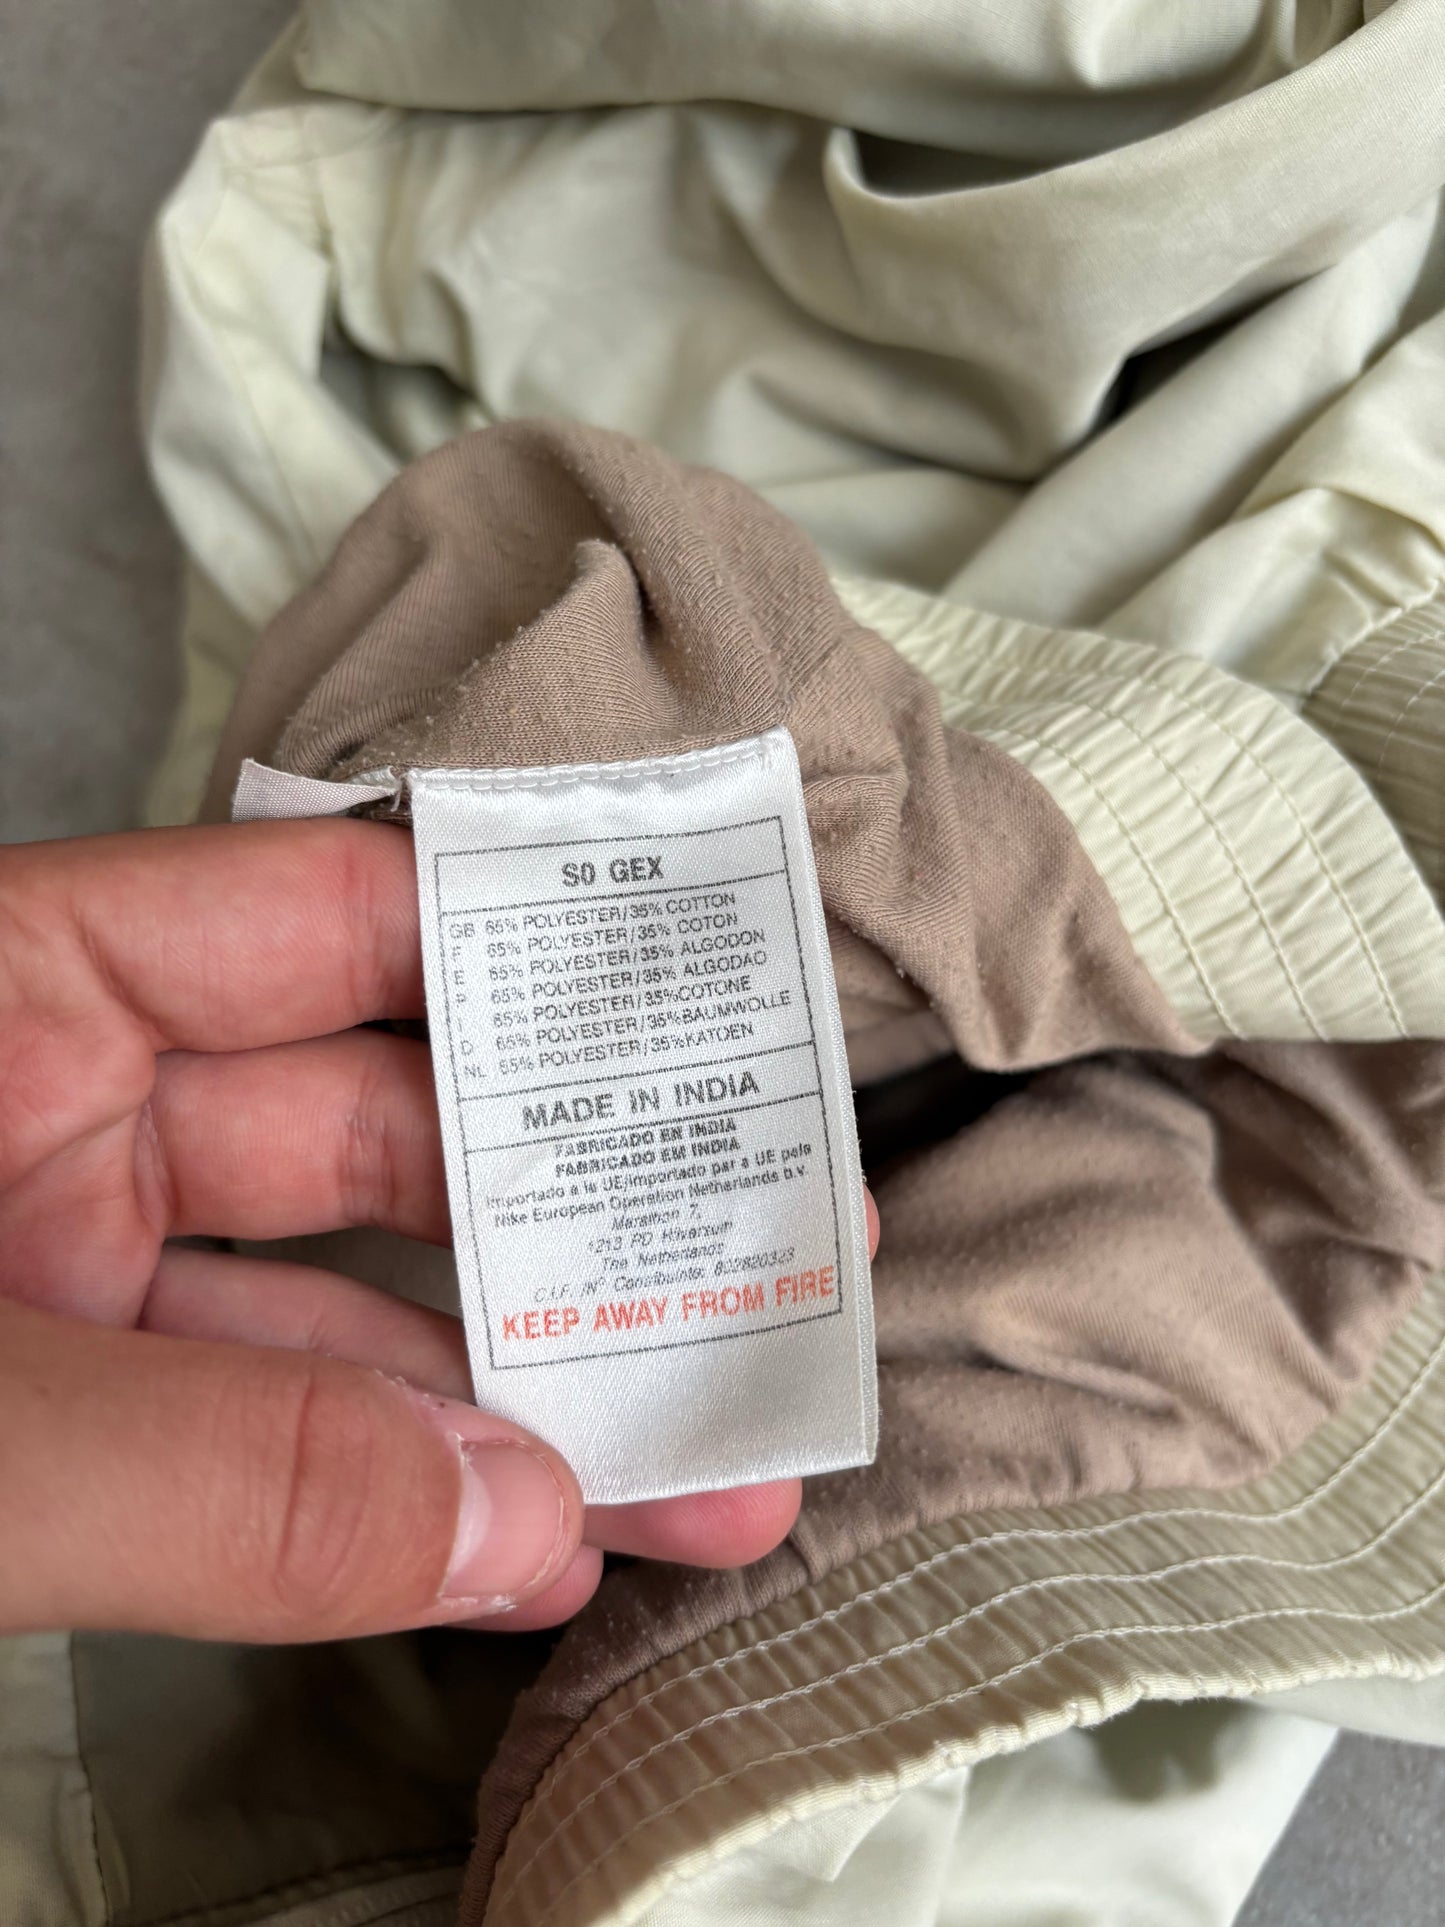 SO GEX
GB 65% POLYESTER/35% COTTON
F 65% POLYESTER/35% COTON
E 65% POLYESTER/35% ALGODON
P 65% POLYESTER/35% ALGODAO
I 65% POLYESTER/35%COTONE
D 65% POLYESTER/35%BAUMWOLLE
NL 65% POLYESTER/35%KATOEN
MADE IN INDIA
FABRICADO EN INDIA
FABRICADO EM INDIA
Importado a la UE/Importado par a UE pela
Nike European Operation Netherlands b.v.
Marathon 7,
1213 PD Hilversum
The Netherlands
C.I.F. /N° Contribuinto. 802820323
KEEP AWAY FROM FIRE